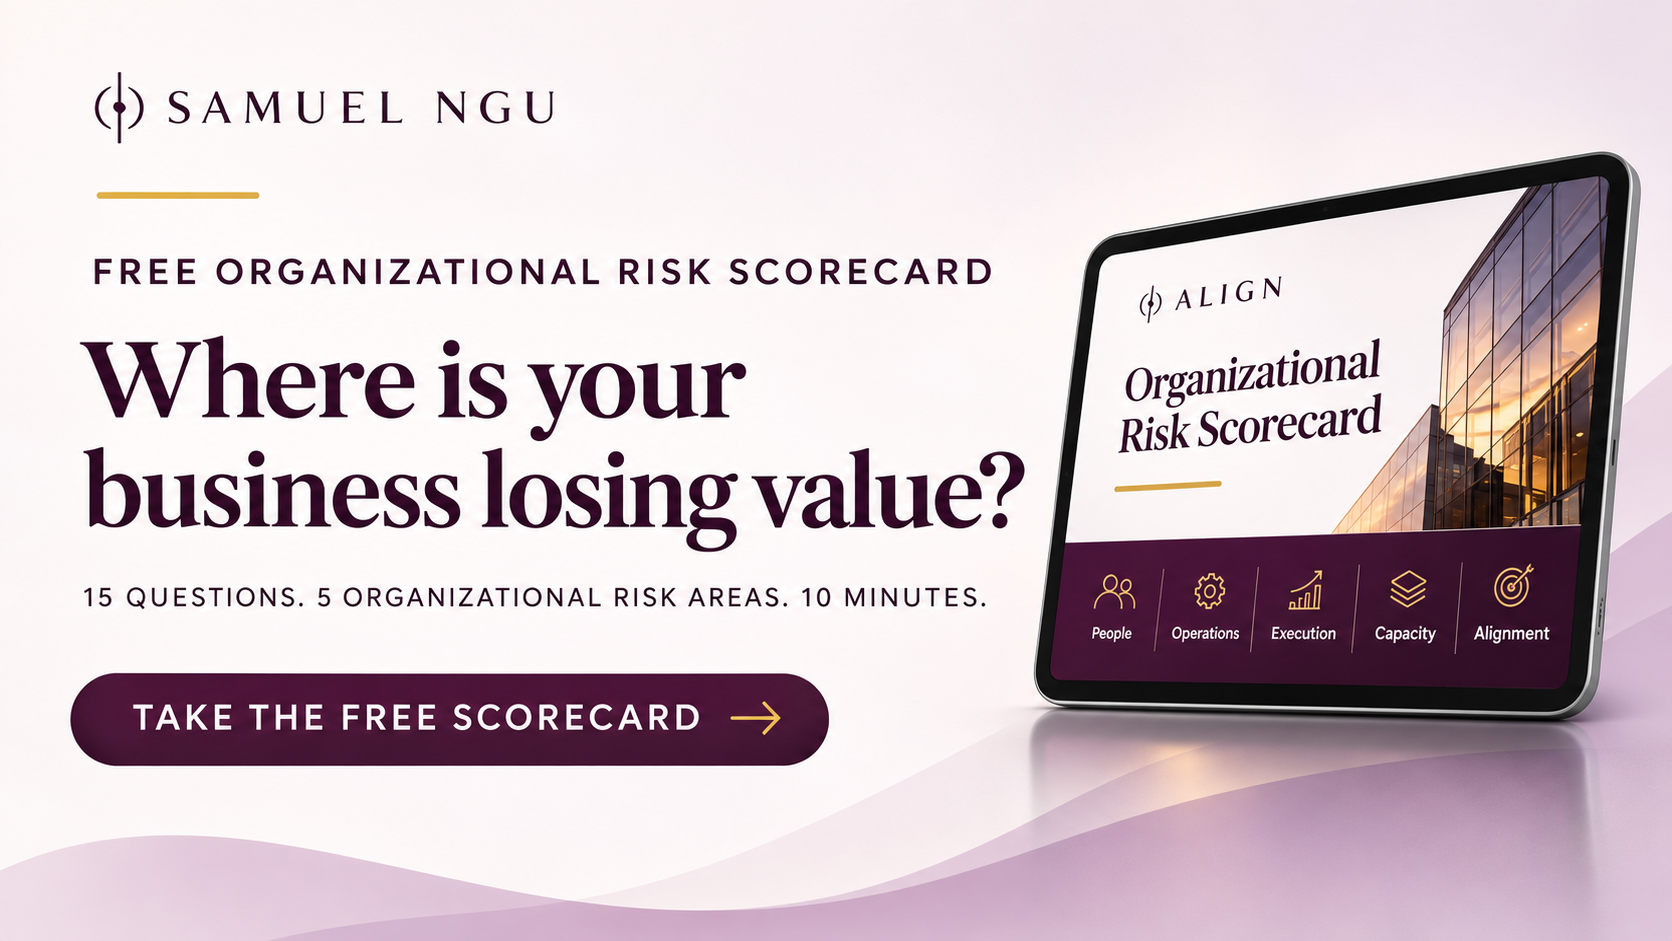 SAMUEL NGU
FREE ORGANIZATIONAL RISK SCORECARD
Where is your
business losing value?
15 QUESTIONS. 5 ORGANIZATIONAL RISK AREAS. 10 MINUTES.
TAKE THE FREE SCORECARD
ALIGN
Organizational
Risk Scorecard
People
Operations
Execution
Capacity
Alignment